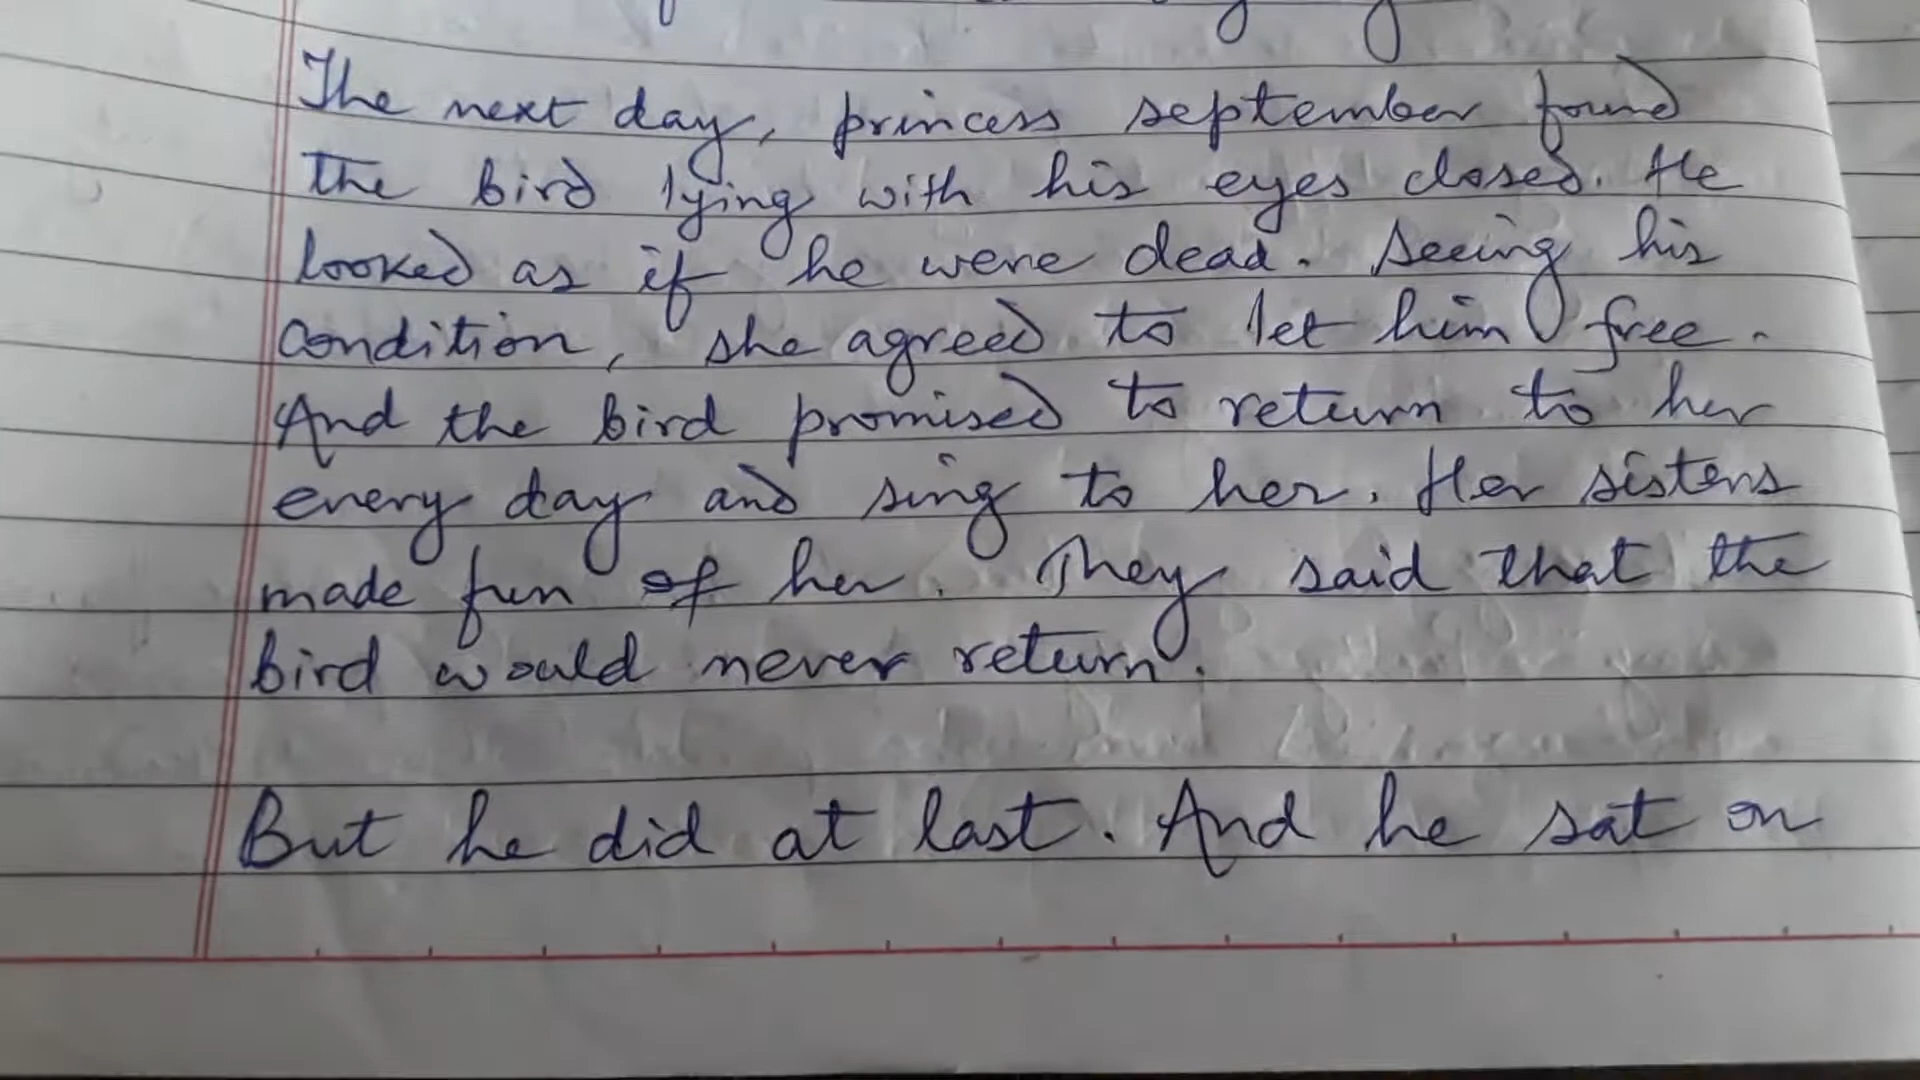 The next day, princess september found
the bird lying with his eyes closed. He
looked as if he were dead. Seeing his
condition, she agreed to let him free.
And the bird promised to return to her
every day and sing to her. Her sisters
made fun of her. They said that the
bird would never return.
But he did at last. And he sat on